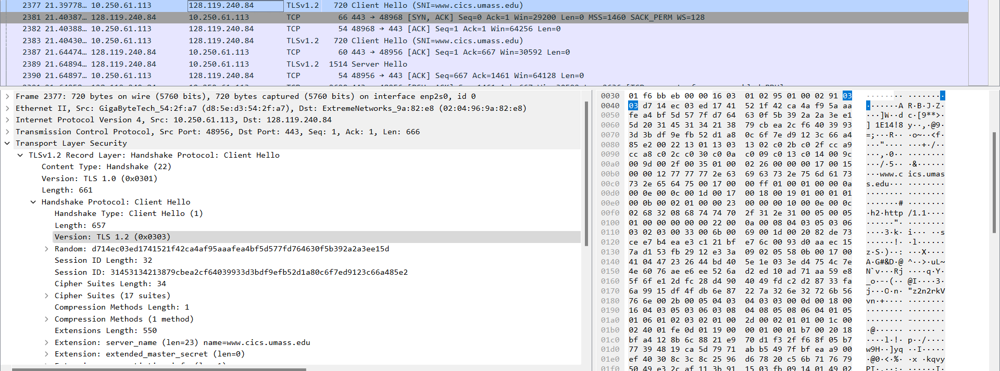 2377 21.39778… 10.250.61.113 128.119.240.84 TLSv1.2 720 Client Hello (SNI=www.cics.umass.edu)
2381 21.40387… 128.119.240.84 10.250.61.113 TCP 66 443 → 48968 [SYN, ACK] Seq=0 Ack=1 Win=29200 Len=0 MSS=1460 SACK_PERM WS=128
2382 21.40388… 10.250.61.113 128.119.240.84 TCP 54 48968 → 443 [ACK] Seq=1 Ack=1 Win=64256 Len=0
2383 21.40430… 10.250.61.113 128.119.240.84 TLSv1.2 720 Client Hello (SNI=www.cics.umass.edu)
2387 21.64474… 128.119.240.84 10.250.61.113 TCP 60 443 → 48956 [ACK] Seq=1 Ack=667 Win=30592 Len=0
2389 21.64894… 128.119.240.84 10.250.61.113 TLSv1.2 1514 Server Hello
2390 21.64897… 10.250.61.113 128.119.240.84 TCP 54 48956 → 443 [ACK] Seq=667 Ack=1461 Win=64128 Len=0
Frame 2377: 720 bytes on wire (5760 bits), 720 bytes captured (5760 bits) on interface enp2s0, id 0
Ethernet II, Src: GigaByteTech_54:2f:a7 (d8:5e:d3:54:2f:a7), Dst: ExtremeNetworks_9a:82:e8 (02:04:96:9a:82:e8)
Internet Protocol Version 4, Src: 10.250.61.113, Dst: 128.119.240.84
Transmission Control Protocol, Src Port: 48956, Dst Port: 443, Seq: 1, Ack: 1, Len: 666
Transport Layer Security
TLSv1.2 Record Layer: Handshake Protocol: Client Hello
Content Type: Handshake (22)
Version: TLS 1.0 (0x0301)
Length: 661
Handshake Protocol: Client Hello
Handshake Type: Client Hello (1)
Length: 657
Version: TLS 1.2 (0x0303)
Random: d714ec03ed1741521f42ca4af95aaafea4bf5d577fd764630f5b392a2a3ee15d
Session ID Length: 32
Session ID: 31453134213879cbea2cf64039933d3bdf9efb52d1a80c6f7ed9123c66a485e2
Cipher Suites Length: 34
Cipher Suites (17 suites)
Compression Methods Length: 1
Compression Methods (1 method)
Extensions Length: 550
Extension: server_name (len=23) name=www.cics.umass.edu
Extension: extended_master_secret (len=0)
0030 01 f6 bb eb 00 00 16 03 01 02 95 01 00 02 91 03 ················
0040 03 d7 14 ec 03 ed 17 41 52 1f 42 ca 4a f9 5a aa ·······A R·B·J·Z·
0050 fe a4 bf 5d 57 7f d7 64 63 0f 5b 39 2a 2a 3e e1 ···]W··d c·[9**>·
0060 5d 20 31 45 31 34 21 38 79 cb ea 2c f6 40 39 93 ] 1E14!8 y··,·@9·
0070 3d 3b df 9e fb 52 d1 a8 0c 6f 7e d9 12 3c 66 a4 =;···R·· ·o~··<f·
0080 85 e2 00 22 13 01 13 03 13 02 c0 2b c0 2f cc a9 ···"···· ···+·/··
0090 cc a8 c0 2c c0 30 c0 0a c0 09 c0 13 c0 14 00 9c ···,·0·· ········
00a0 00 9d 00 2f 00 35 01 00 02 26 00 00 00 17 00 15 ···/·5·· ·&······
00b0 00 00 12 77 77 77 2e 63 69 63 73 2e 75 6d 61 73 ···www.c ics.umas
00c0 73 2e 65 64 75 00 17 00 00 ff 01 00 01 00 00 0a s.edu··· ········
00d0 00 0e 00 0c 00 1d 00 17 00 18 00 19 01 00 01 01 ········ ········
00e0 00 0b 00 02 01 00 00 23 00 00 00 10 00 0e 00 0c ·······# ········
00f0 02 68 32 08 68 74 74 70 2f 31 2e 31 00 05 00 05 ·h2·http /1.1····
0100 01 00 00 00 00 00 22 00 0a 00 08 04 03 05 03 06 ······"· ········
0110 03 02 03 00 33 00 6b 00 69 00 1d 00 20 82 de 73 ····3·k· i··· ··s
0120 ce e7 b4 ea e3 c1 21 bf e7 6c 00 93 d0 aa ec 15 ······!· ·l······
0130 7a d1 53 fb 29 12 e3 3a 09 02 05 58 0b 00 17 00 z·S·)··: ···X····
0140 41 04 47 23 26 44 bd 40 5e 1e 03 3e d4 75 4c 7e A·G#&D·@ ^··>·uL~
0150 4e 60 76 ae e6 ee 52 6a d2 ed 10 ad 71 aa 59 e8 N`v···Rj ····q·Y·
0160 5f 6f e1 2d fc 28 d4 90 40 49 fd c2 d2 87 33 fa _o·-·(·· @I····3·
0170 6a 99 15 df 4f db 6e 87 22 7a 32 6e 32 72 6b 56 j···O·n· "z2n2rkV
0180 76 6e 00 2b 00 05 04 03 04 03 03 00 0d 00 18 00 vn·+···· ········
0190 16 04 03 05 03 06 03 08 04 08 05 08 06 04 01 05 ········ ········
01a0 01 06 01 02 03 02 01 00 2d 00 02 01 01 00 1c 00 ········ -·······
01b0 02 40 01 fe 0d 01 19 00 00 01 00 01 b7 00 20 18 ·@······ ······ ·
01c0 bf a4 12 8b 6c 88 21 e9 70 d1 f3 2f f6 8f 05 b7 ····l·!· p··/····
01d0 77 39 48 19 ca 5d 79 71 ab b5 49 7f bf ea a9 00 w9H··]yq ··I·····
01e0 ef 40 30 8c 3c 8c 25 96 d6 78 20 c5 6b 71 76 79 ·@0·<·%· ·x ·kqvy
01f0 50 49 e3 2c af 11 3b 91 15 03 fb 09 14 01 49 02 PI·,··;· ······I·